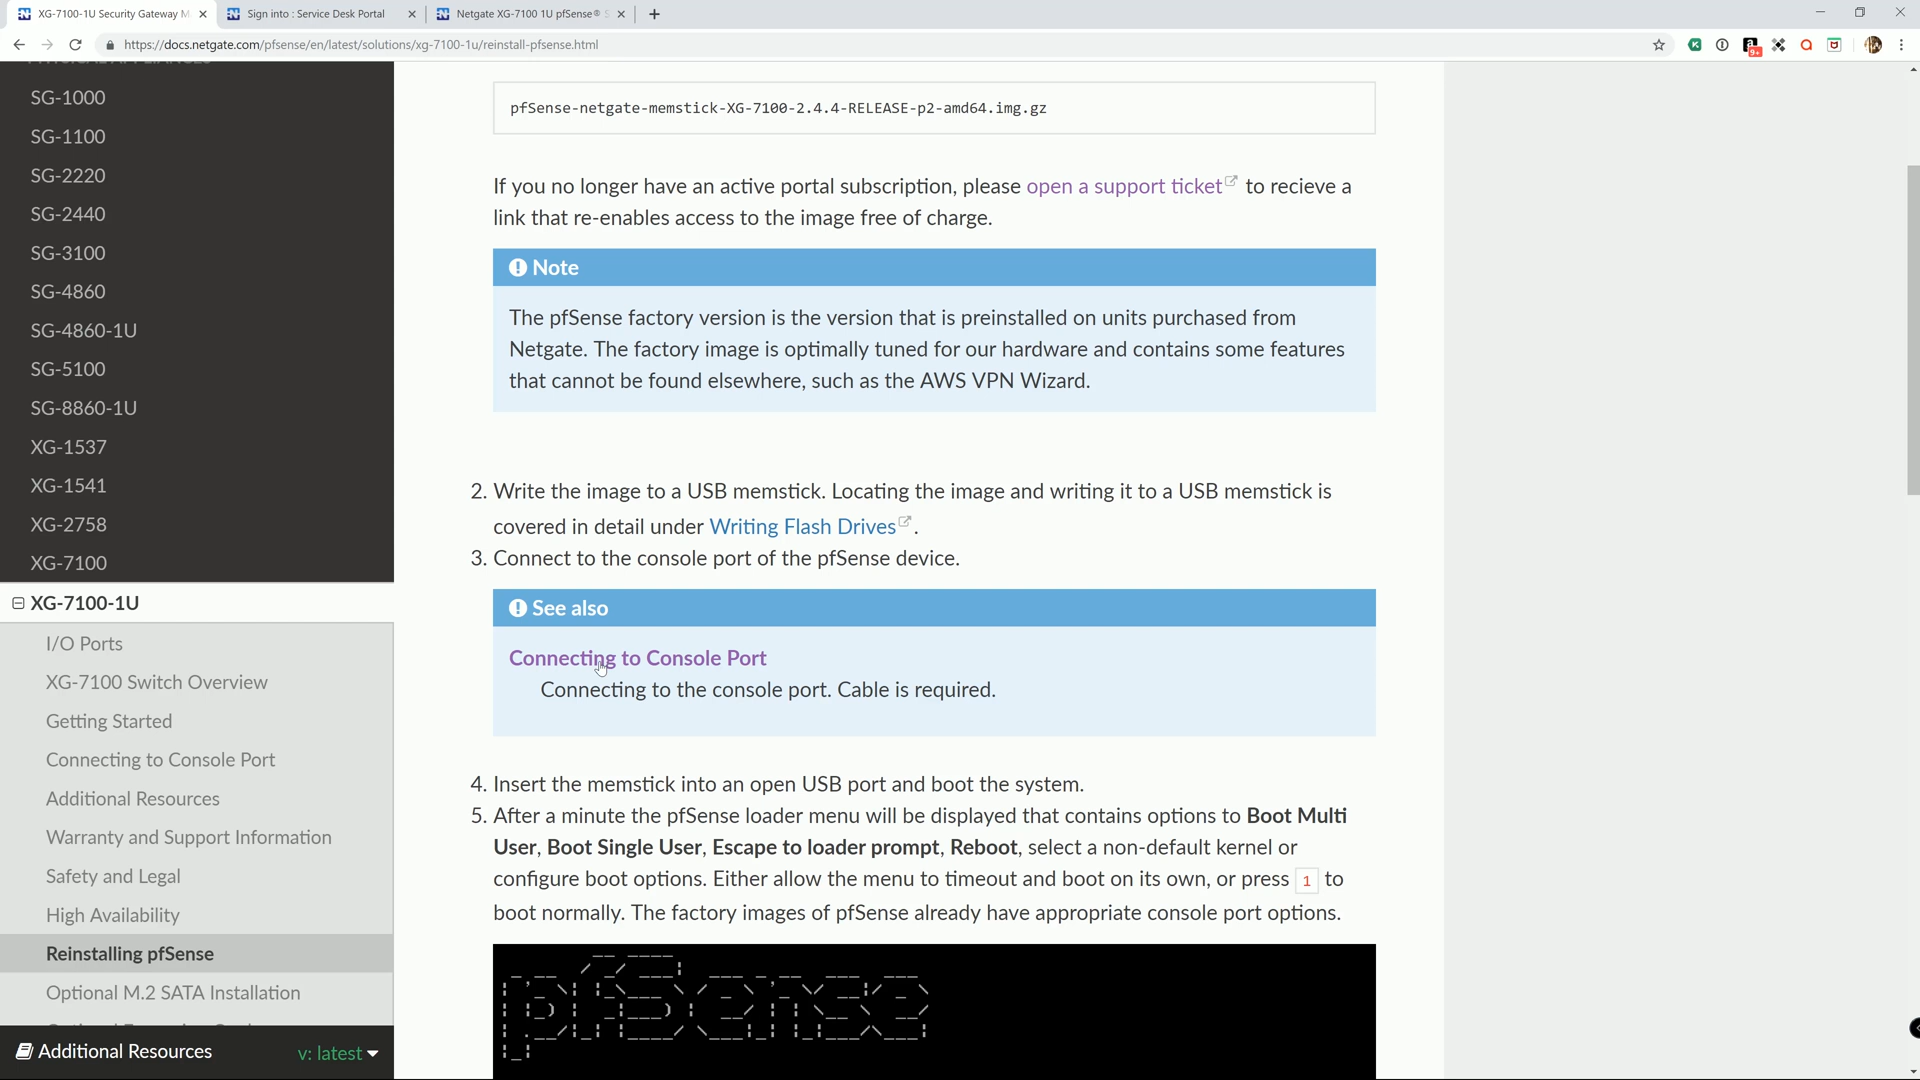 XG-7100-1U Security Gateway M
Sign into : Service Desk Portal
Netgate XG-7100 1U pfSense® S
https://docs.netgate.com/pfsense/en/latest/solutions/xg-7100-1u/reinstall-pfsense.html
9+
SG-1000
SG-1100
SG-2220
SG-2440
SG-3100
SG-4860
SG-4860-1U
SG-5100
SG-8860-1U
XG-1537
XG-1541
XG-2758
XG-7100
XG-7100-1U
I/O Ports
XG-7100 Switch Overview
Getting Started
Connecting to Console Port
Additional Resources
Warranty and Support Information
Safety and Legal
High Availability
Reinstalling pfSense
Optional M.2 SATA Installation
Additional Resources
v: latest
pfSense-netgate-memstick-XG-7100-2.4.4-RELEASE-p2-amd64.img.gz
If you no longer have an active portal subscription, please open a support ticket to recieve a
link that re-enables access to the image free of charge.
Note
The pfSense factory version is the version that is preinstalled on units purchased from
Netgate. The factory image is optimally tuned for our hardware and contains some features
that cannot be found elsewhere, such as the AWS VPN Wizard.
2. Write the image to a USB memstick. Locating the image and writing it to a USB memstick is
covered in detail under Writing Flash Drives.
3. Connect to the console port of the pfSense device.
See also
Connecting to Console Port
Connecting to the console port. Cable is required.
4. Insert the memstick into an open USB port and boot the system.
5. After a minute the pfSense loader menu will be displayed that contains options to Boot Multi
User, Boot Single User, Escape to loader prompt, Reboot, select a non-default kernel or
configure boot options. Either allow the menu to timeout and boot on its own, or press 1 to
boot normally. The factory images of pfSense already have appropriate console port options.
pfSense